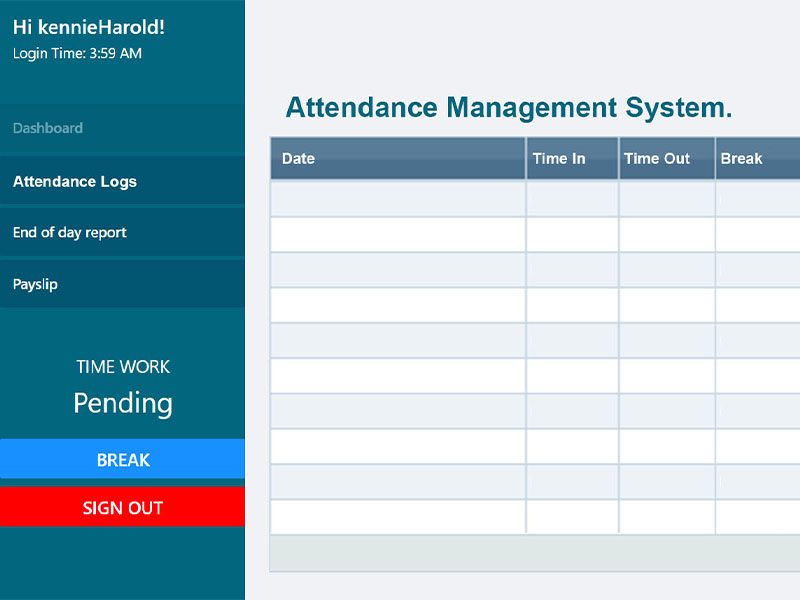 Hi kennieHarold!
Login Time: 3:59 AM
Dashboard
Attendance Logs
End of day report
Payslip
TIME WORK
Pending
BREAK
SIGN OUT
Attendance Management System.
Date Time In Time Out Break